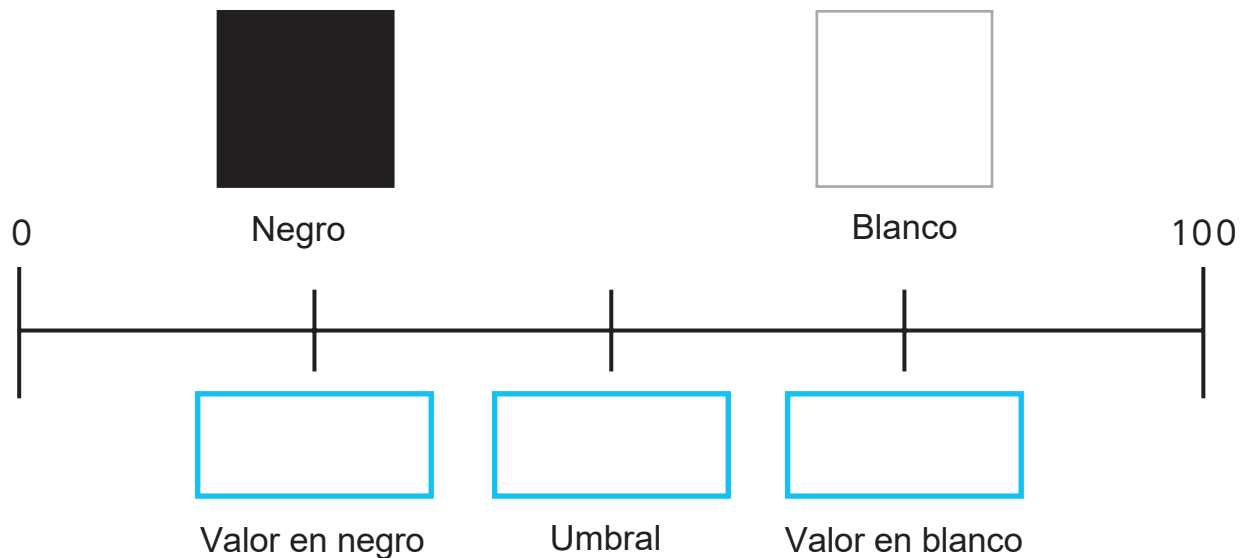 Negro
Blanco
0
100
Valor en negro
Umbral
Valor en blanco